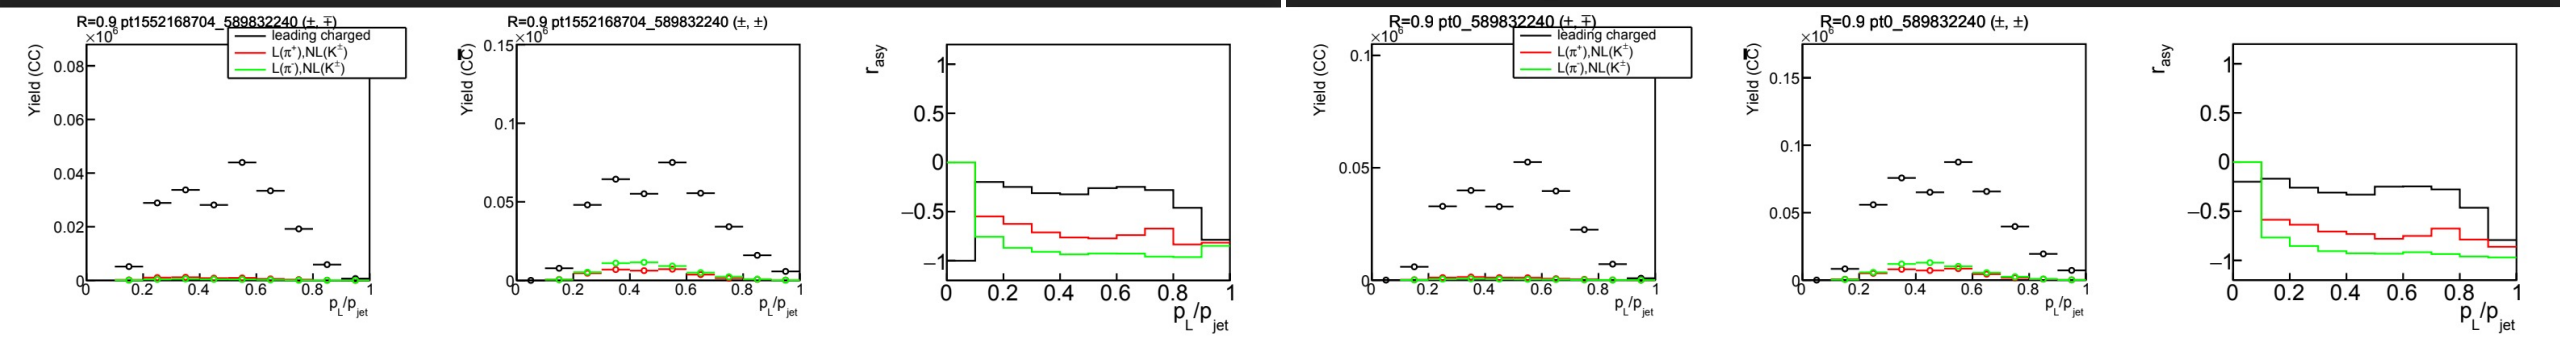 R=0.9 pt1552168704_589832240 (±, ∓)
×10⁶
Yield (CC)
leading charged
L(π⁺),NL(K±)
L(π⁻),NL(K±)
0.08
0.06
0.04
0.02
0
0 0.2 0.4 0.6 0.8 1
p_L/p_jet
R=0.9 pt1552168704_589832240 (±, ±)
×10⁶
Yield (CC̅)
0.15
0.1
0.05
0
0 0.2 0.4 0.6 0.8 1
p_L/p_jet
r_asy
1
0.5
0
−0.5
−1
0 0.2 0.4 0.6 0.8 1
p_L/p_jet
R=0.9 pt0_589832240 (±, ∓)
×10⁶
Yield (CC)
leading charged
L(π⁺),NL(K±)
L(π⁻),NL(K±)
0.1
0.05
0
0 0.2 0.4 0.6 0.8 1
p_L/p_jet
R=0.9 pt0_589832240 (±, ±)
×10⁶
Yield (CC̅)
0.15
0.1
0.05
0
0 0.2 0.4 0.6 0.8 1
p_L/p_jet
r_asy
1
0.5
0
−0.5
−1
0 0.2 0.4 0.6 0.8 1
p_L/p_jet